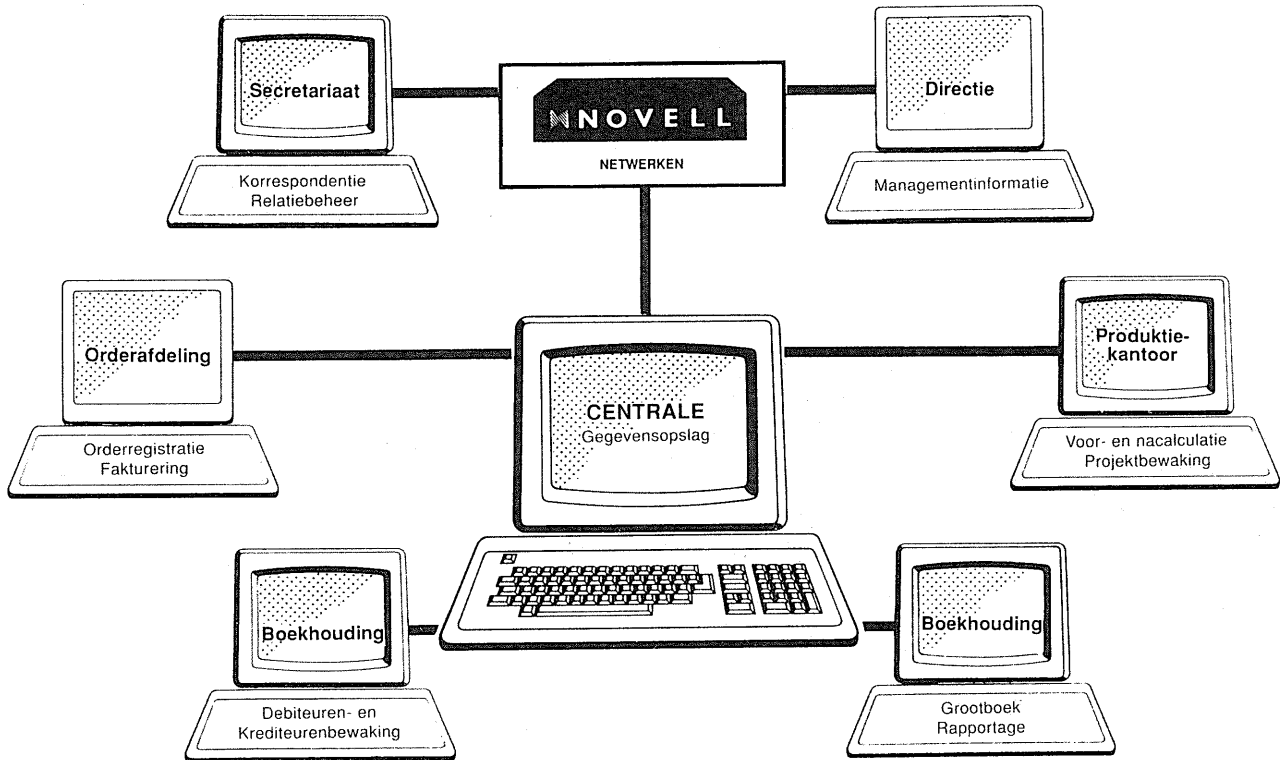 Secretariaat
Korrespondentie
Relatiebeheer
NOVELL
NETWERKEN
Directie
Managementinformatie
Orderafdeling
Orderregistratie
Fakturering
CENTRALE
Gegevensopslag
Produktie-
kantoor
Voor- en nacalculatie
Projektbewaking
Boekhouding
Debiteuren- en
Krediteurenbewaking
Boekhouding
Grootboek
Rapportage